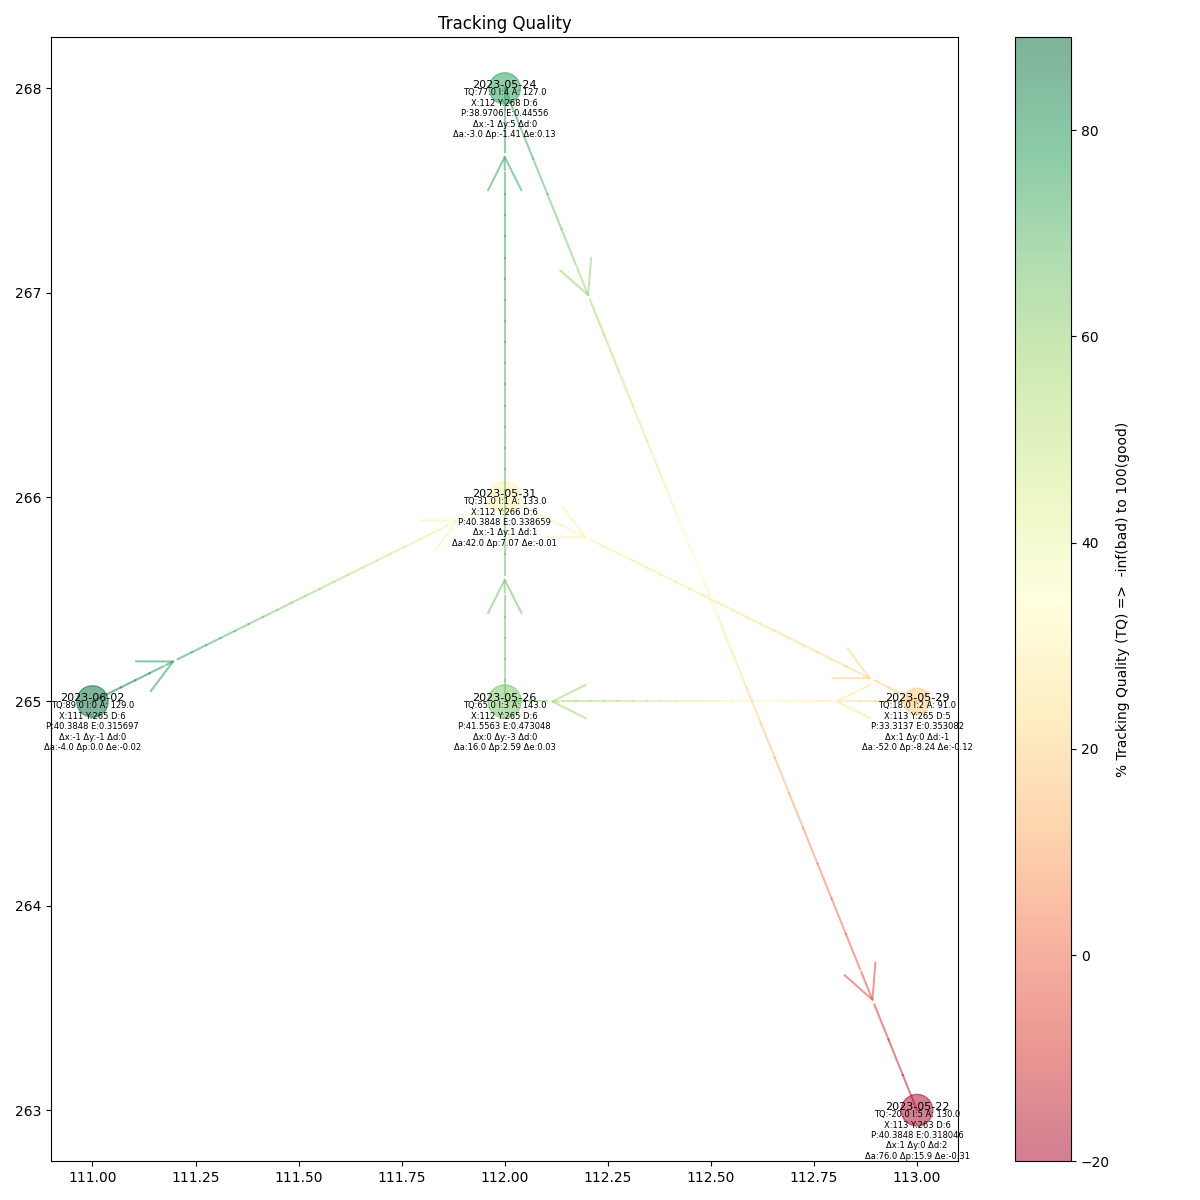 Tracking Quality
2023-05-24
TQ:77.0 I:4 A: 127.0
X:112 Y:268 D:6
P:38.9706 E:0.44556
Δx:-1 Δy:5 Δd:0
Δa:-3.0 Δp:-1.41 Δe:0.13
2023-05-31
TQ:31.0 I:1 A: 133.0
X:112 Y:266 D:6
P:40.3848 E:0.338659
Δx:-1 Δy:1 Δd:1
Δa:42.0 Δp:7.07 Δe:-0.01
2023-06-02
TQ:89.0 I:0 A: 129.0
X:111 Y:265 D:6
P:40.3848 E:0.315697
Δx:-1 Δy:-1 Δd:0
Δa:-4.0 Δp:0.0 Δe:-0.02
2023-05-26
TQ:65.0 I:3 A: 143.0
X:112 Y:265 D:6
P:41.5563 E:0.473048
Δx:0 Δy:-3 Δd:0
Δa:16.0 Δp:2.59 Δe:0.03
2023-05-29
TQ:18.0 I:2 A: 91.0
X:113 Y:265 D:5
P:33.3137 E:0.353082
Δx:1 Δy:0 Δd:-1
Δa:-52.0 Δp:-8.24 Δe:-0.12
2023-05-22
TQ:-20.0 I:5 A: 130.0
X:113 Y:263 D:6
P:40.3848 E:0.318046
Δx:1 Δy:0 Δd:2
Δa:76.0 Δp:15.9 Δe:-0.31
268
267
266
265
264
263
111.00
111.25
111.50
111.75
112.00
112.25
112.50
112.75
113.00
80
60
40
20
0
−20
% Tracking Quality (TQ) => -inf(bad) to 100(good)